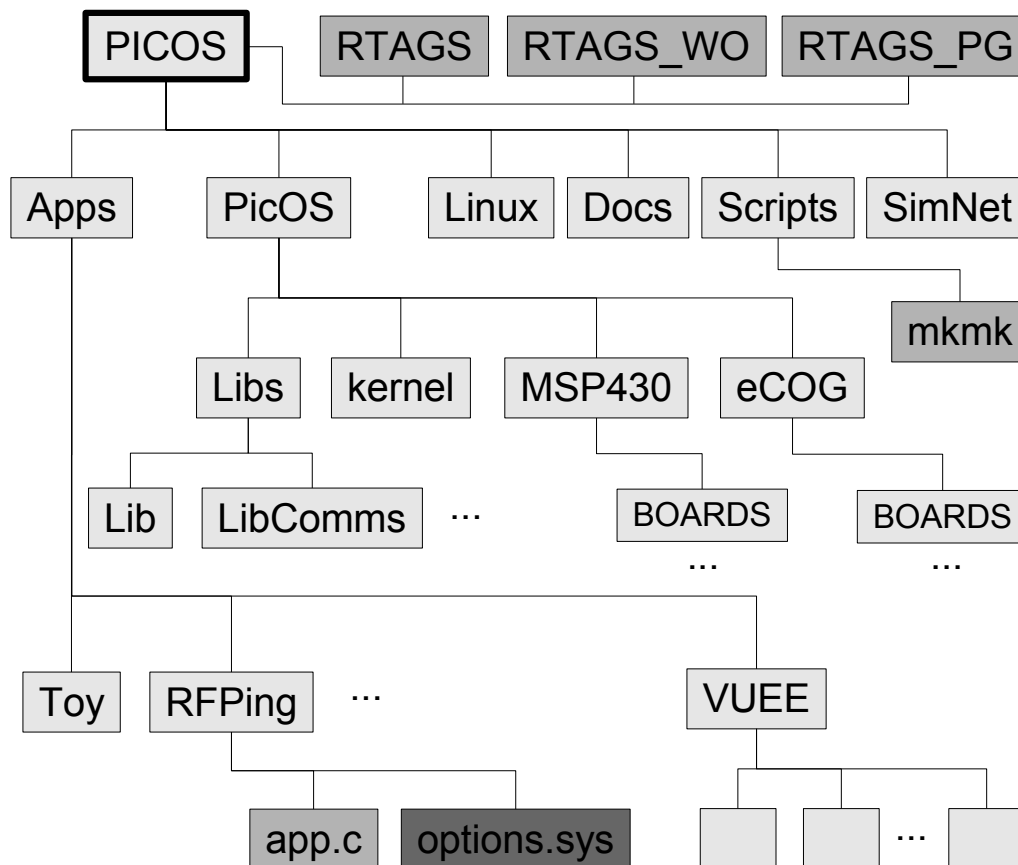 PICOS RTAGS RTAGS_WO RTAGS_PG
Apps PicOS Linux Docs Scripts SimNet
mkmk
Libs kernel MSP430 eCOG
Lib LibComms ... BOARDS BOARDS
... ...
Toy RFPing ... VUEE
app.c options.sys ...